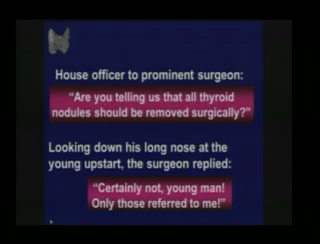 House officer to prominent surgeon:
"Are you telling us that all thyroid
nodules should be removed surgically?"
Looking down his long nose at the
young upstart, the surgeon replied:
"Certainly not, young man!
Only those referred to me!"